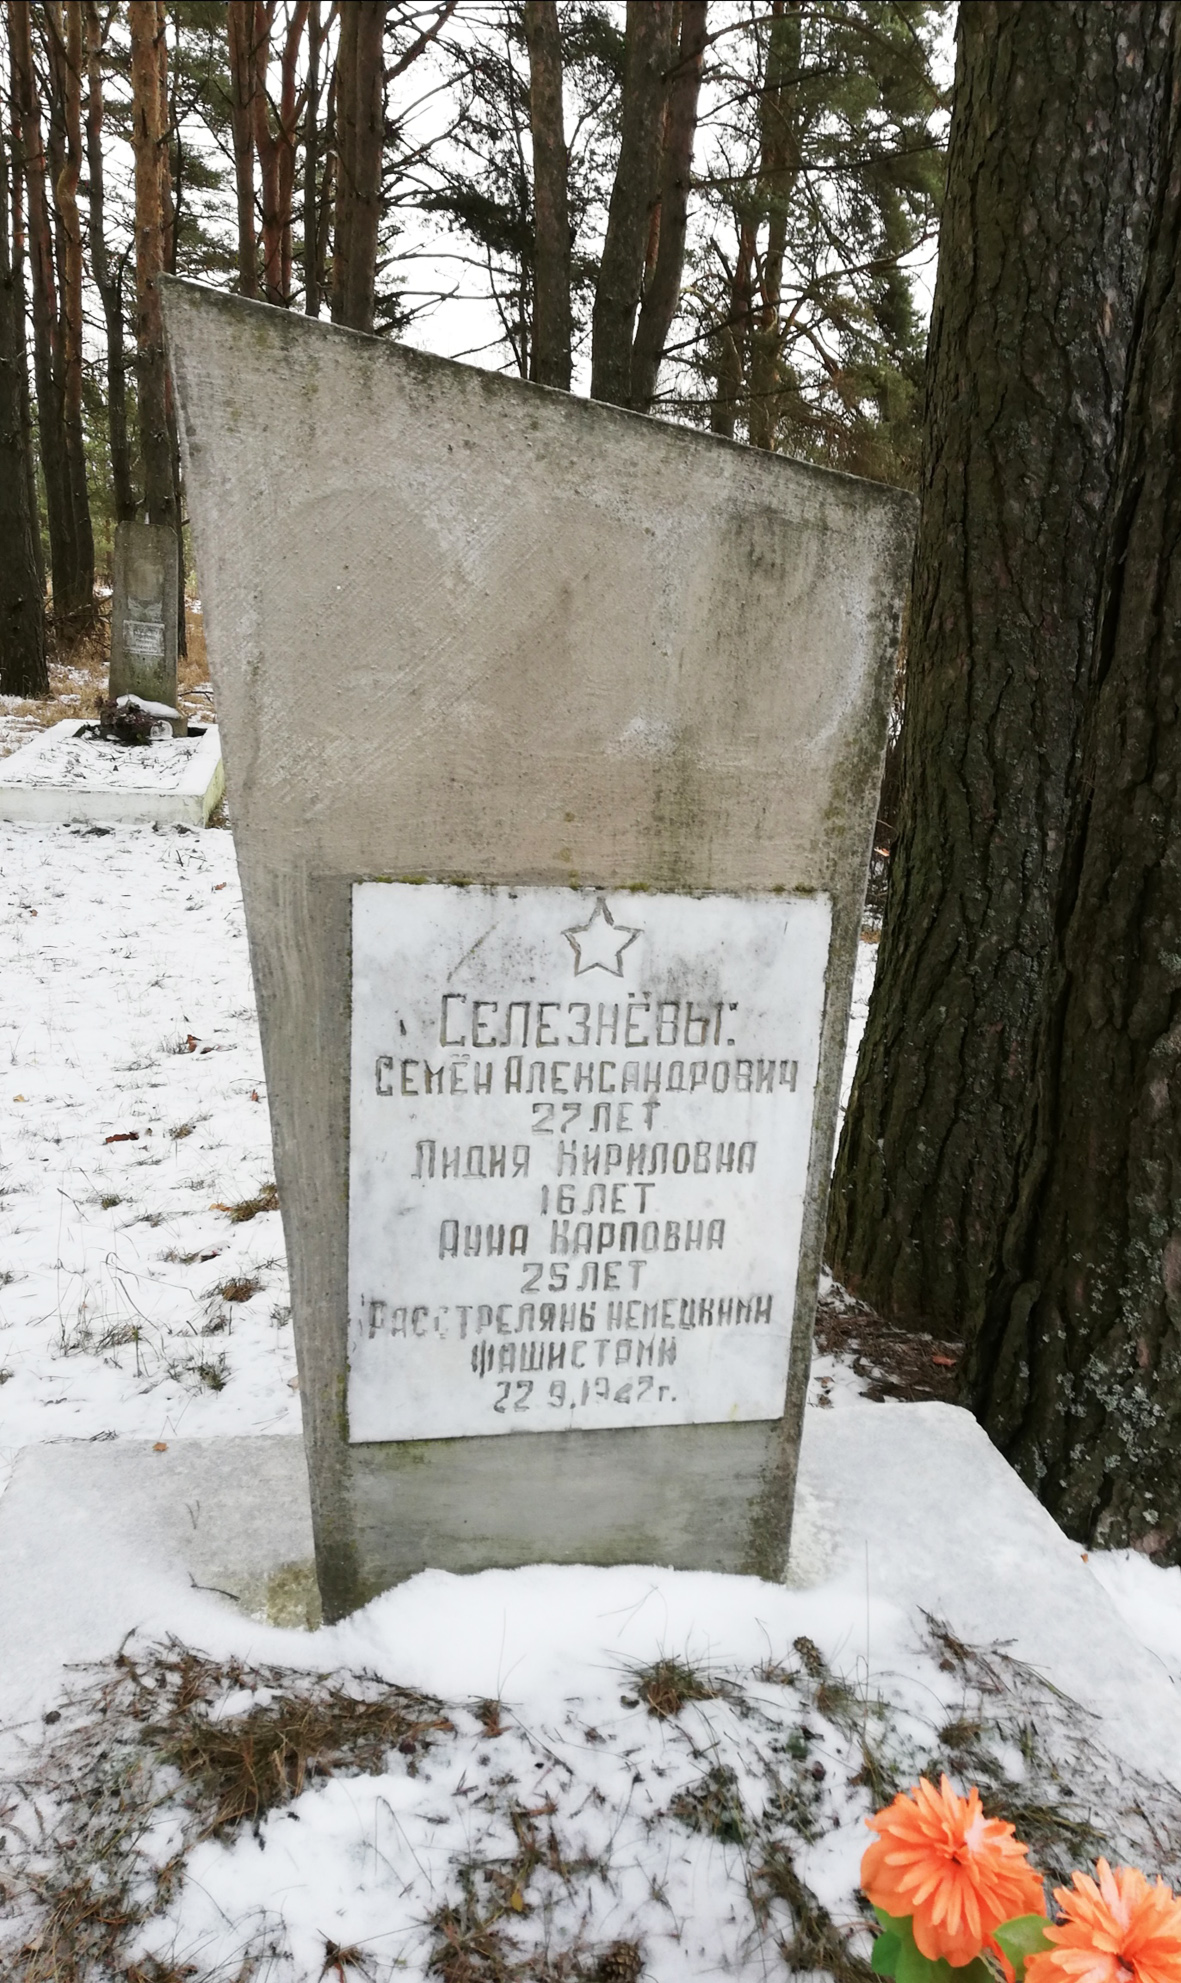 Селезнёвы:
Семён Александрович
27 лет
Лидия Кириловна
16 лет
Анна Карповна
25 лет
Расстреляны немецкими
фашистами
22 9.1942г.